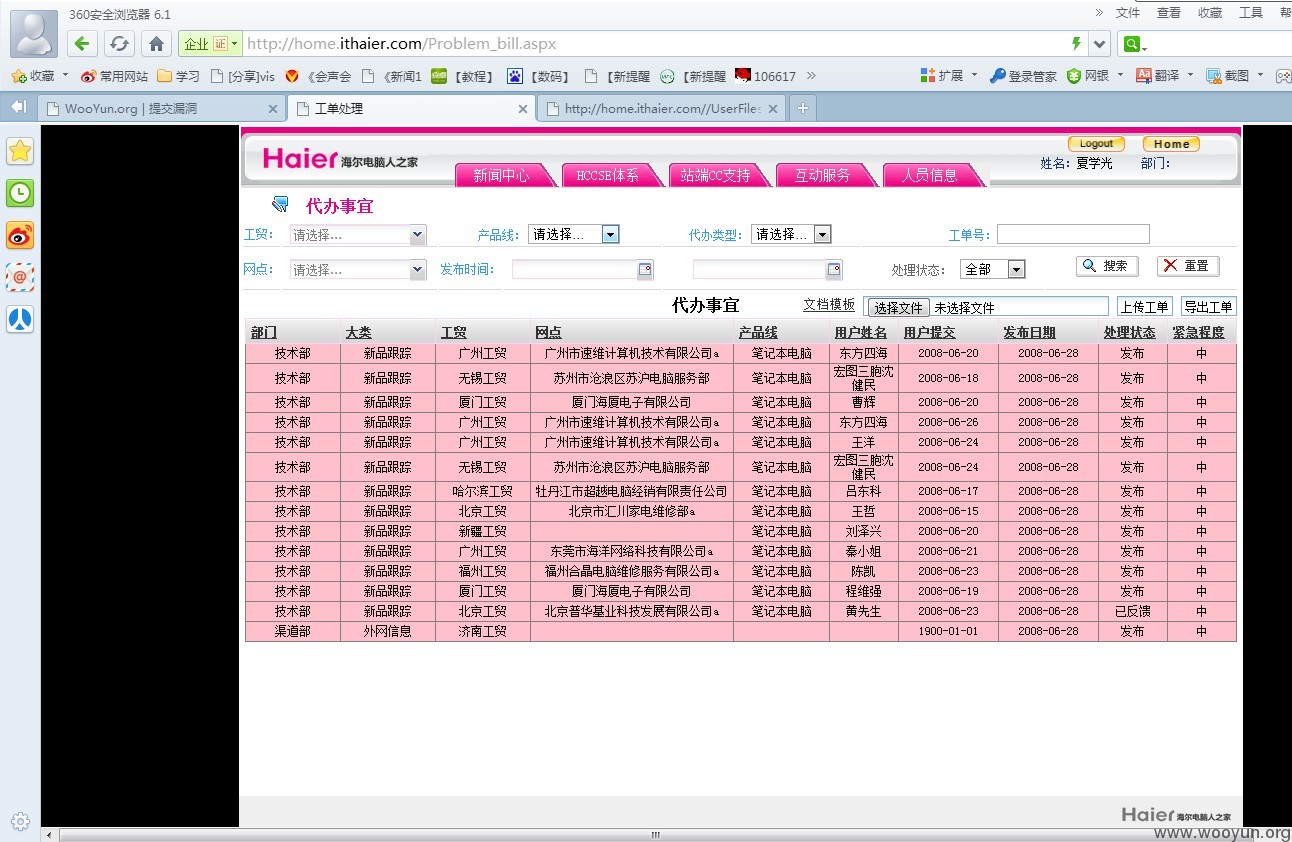 360安全浏览器 6.1
» 文件 查看 收藏 工具 帮
企业 证 http://home.ithaier.com/Problem_bill.aspx
收藏 常用网站 学习 [分享]vis 《会声会 《新闻1 【教程】 【数码】 【新提醒 【新提醒 106617 » 扩展 登录管家 网银 翻译 截图
WooYun.org | 提交漏洞 工单处理 http://home.ithaier.com//UserFiles
Logout Home
Haier 海尔电脑人之家
姓名: 夏学光 部门:
新闻中心 HCCSE体系 站端CC支持 互动服务 人员信息
代办事宜
工贸: 请选择... 产品线: 请选择... 代办类型: 请选择... 工单号:
网点: 请选择... 发布时间: 处理状态: 全部 搜索 重置
代办事宜 文档模板 选择文件 未选择文件 上传工单 导出工单
部门 大类 工贸 网点 产品线 用户姓名 用户提交 发布日期 处理状态 紧急程度
技术部 新品跟踪 广州工贸 广州市速维计算机技术有限公司a 笔记本电脑 东方四海 2008-06-20 2008-06-28 发布 中
技术部 新品跟踪 无锡工贸 苏州市沧浪区苏沪电脑服务部 笔记本电脑 宏图三胞沈健民 2008-06-18 2008-06-28 发布 中
技术部 新品跟踪 厦门工贸 厦门海厦电子有限公司 笔记本电脑 曹辉 2008-06-20 2008-06-28 发布 中
技术部 新品跟踪 广州工贸 广州市速维计算机技术有限公司a 笔记本电脑 东方四海 2008-06-26 2008-06-28 发布 中
技术部 新品跟踪 广州工贸 广州市速维计算机技术有限公司a 笔记本电脑 王洋 2008-06-24 2008-06-28 发布 中
技术部 新品跟踪 无锡工贸 苏州市沧浪区苏沪电脑服务部 笔记本电脑 宏图三胞沈健民 2008-06-24 2008-06-28 发布 中
技术部 新品跟踪 哈尔滨工贸 牡丹江市超越电脑经销有限责任公司 笔记本电脑 吕东科 2008-06-17 2008-06-28 发布 中
技术部 新品跟踪 北京工贸 北京市汇川家电维修部a 笔记本电脑 王哲 2008-06-15 2008-06-28 发布 中
技术部 新品跟踪 新疆工贸 笔记本电脑 刘泽兴 2008-06-20 2008-06-28 发布 中
技术部 新品跟踪 广州工贸 东莞市海洋网络科技有限公司a 笔记本电脑 秦小姐 2008-06-21 2008-06-28 发布 中
技术部 新品跟踪 福州工贸 福州合晶电脑维修服务有限公司a 笔记本电脑 陈凯 2008-06-23 2008-06-28 发布 中
技术部 新品跟踪 厦门工贸 厦门海厦电子有限公司 笔记本电脑 程维强 2008-06-19 2008-06-28 发布 中
技术部 新品跟踪 北京工贸 北京普华基业科技发展有限公司a 笔记本电脑 黄先生 2008-06-23 2008-06-28 已反馈 中
渠道部 外网信息 济南工贸 1900-01-01 2008-06-28 发布 中
Haier 海尔电脑人之家
www.wooyun.org